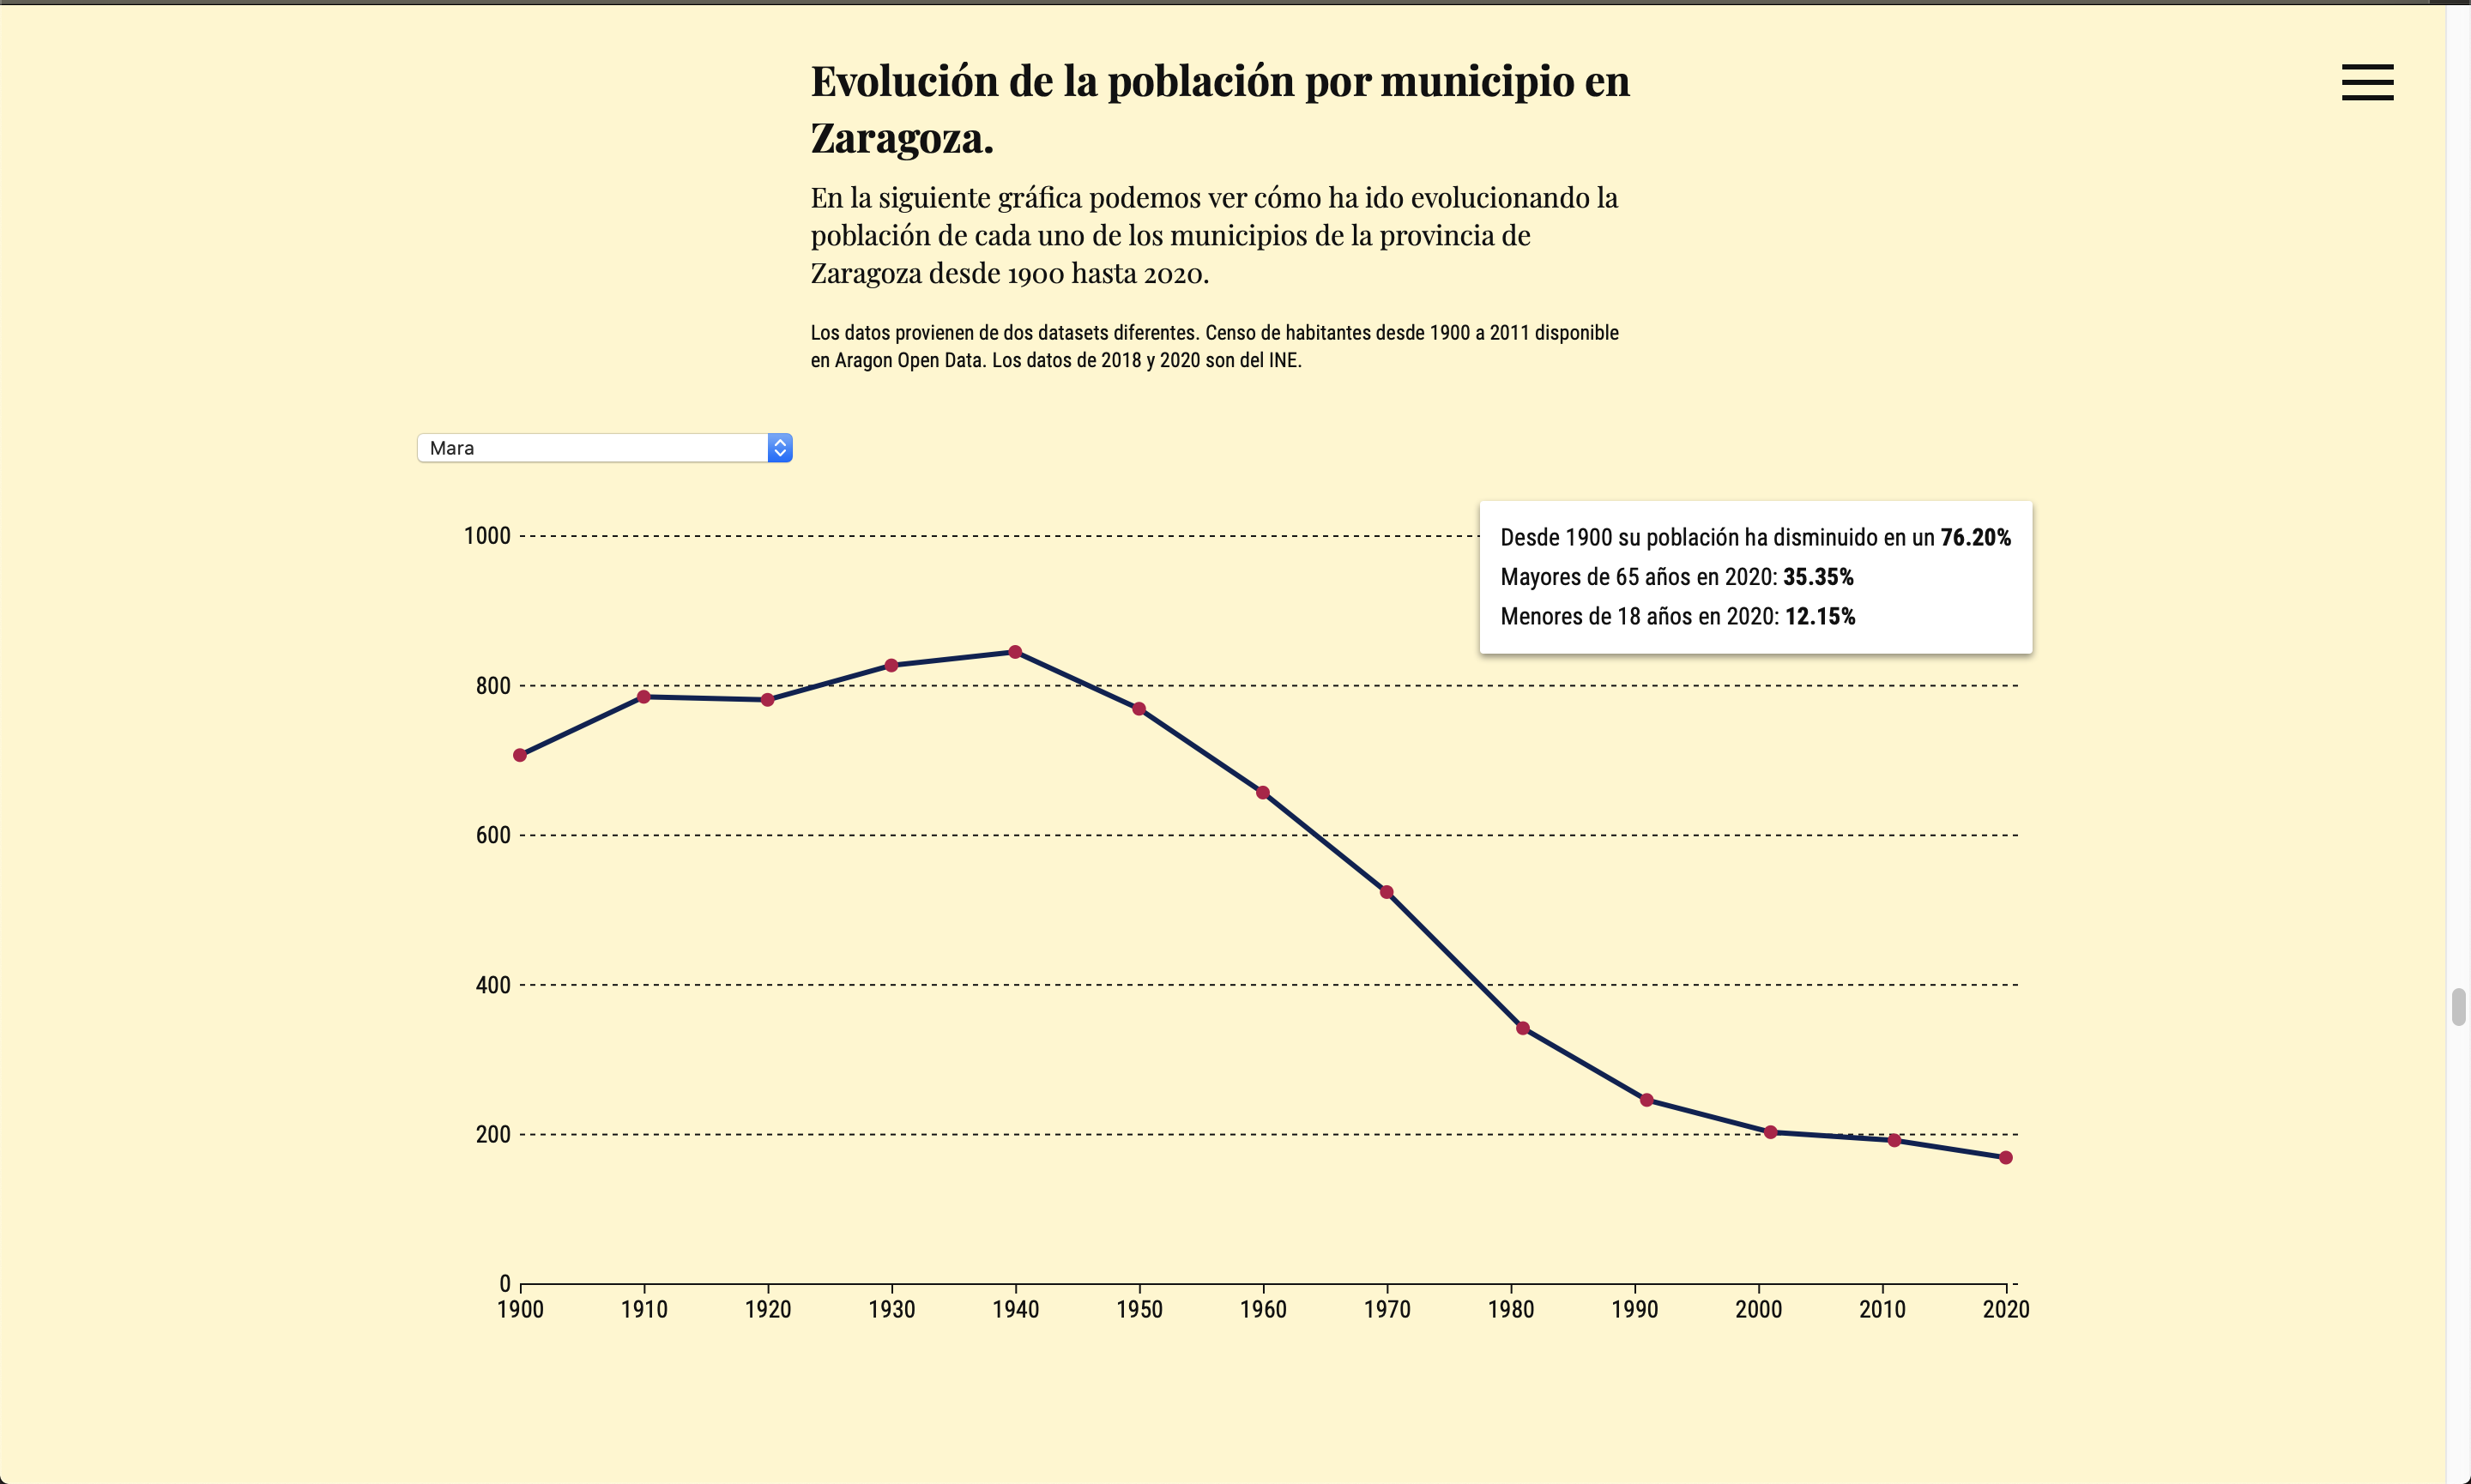 Evolución de la población por municipio en
Zaragoza.
En la siguiente gráfica podemos ver cómo ha ido evolucionando la
población de cada uno de los municipios de la provincia de
Zaragoza desde 1900 hasta 2020.
Los datos provienen de dos datasets diferentes. Censo de habitantes desde 1900 a 2011 disponible
en Aragon Open Data. Los datos de 2018 y 2020 son del INE.
Mara
Desde 1900 su población ha disminuido en un 76.20%
Mayores de 65 años en 2020: 35.35%
Menores de 18 años en 2020: 12.15%
1000
800
600
400
200
0
1900 1910 1920 1930 1940 1950 1960 1970 1980 1990 2000 2010 2020